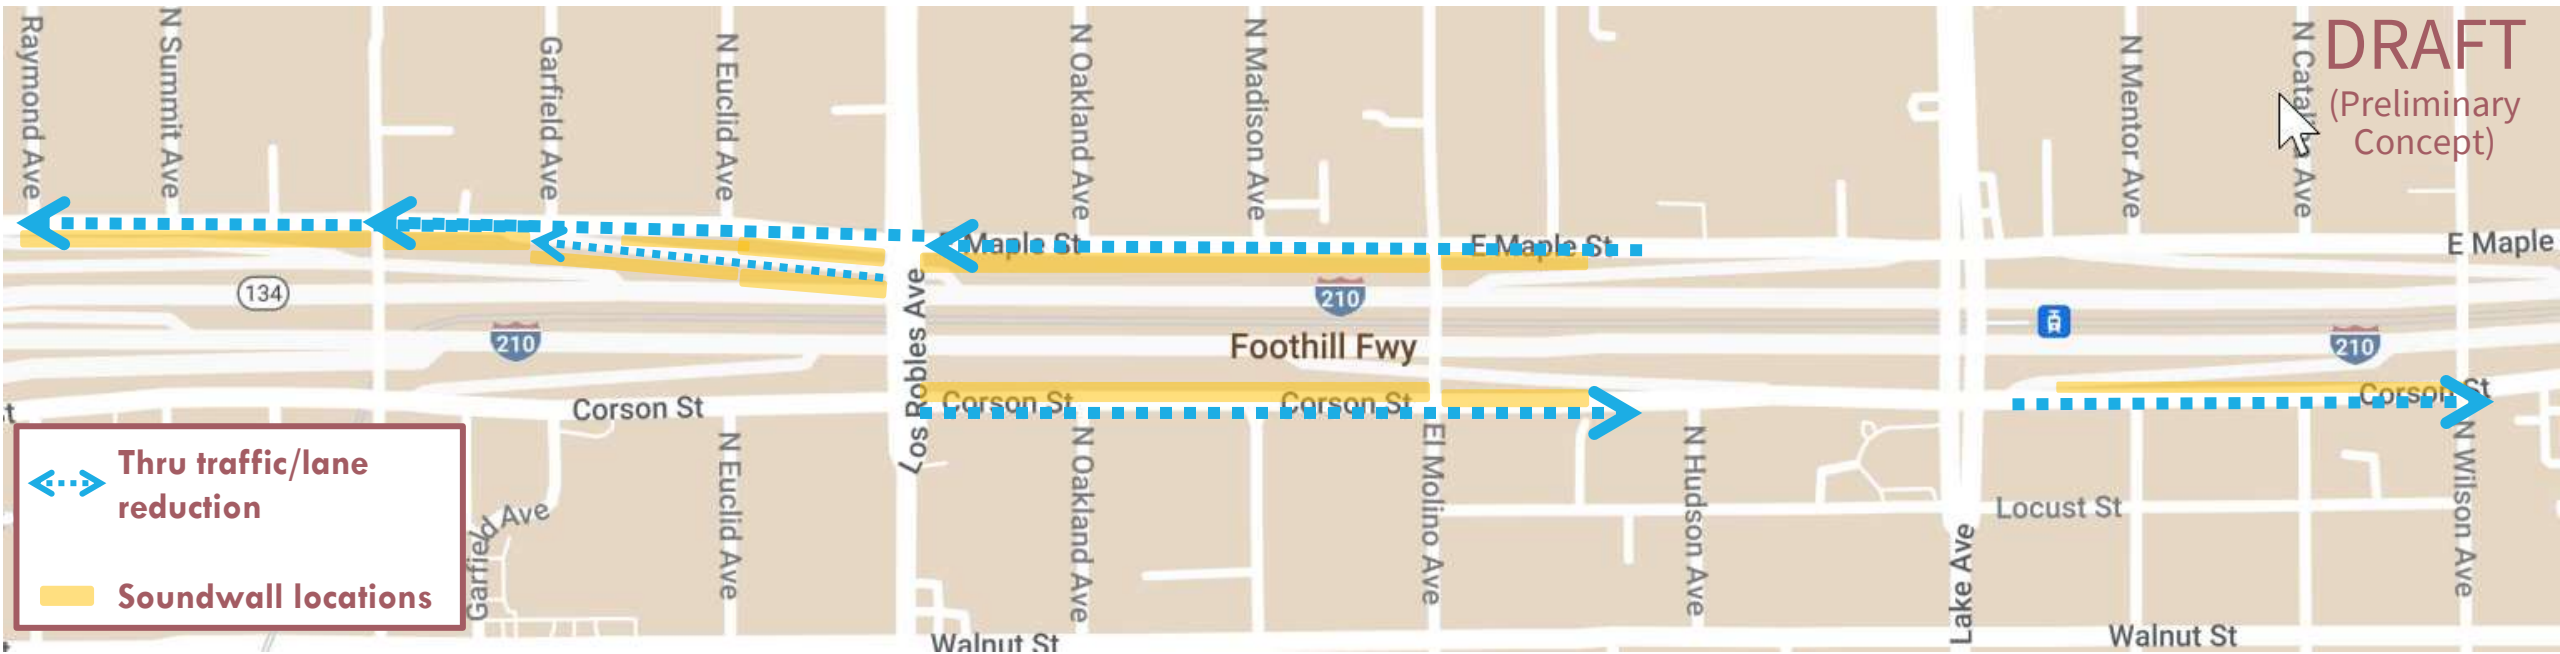 Raymond Ave
N Summit Ave
Garfield Ave
N Euclid Ave
N Oakland Ave
N Madison Ave
N Mentor Ave
DRAFT
(Preliminary
Concept)
E Maple St
E Maple St
E Maple
134
210
210
210
Foothill Fwy
Los Robles Ave
Corson St
Corson St
Corson St
Corson St
Thru traffic/lane
reduction
Soundwall locations
Garfield Ave
N Euclid Ave
N Oakland Ave
El Molino Ave
N Hudson Ave
Lake Ave
Locust St
N Wilson Ave
Walnut St
Walnut St